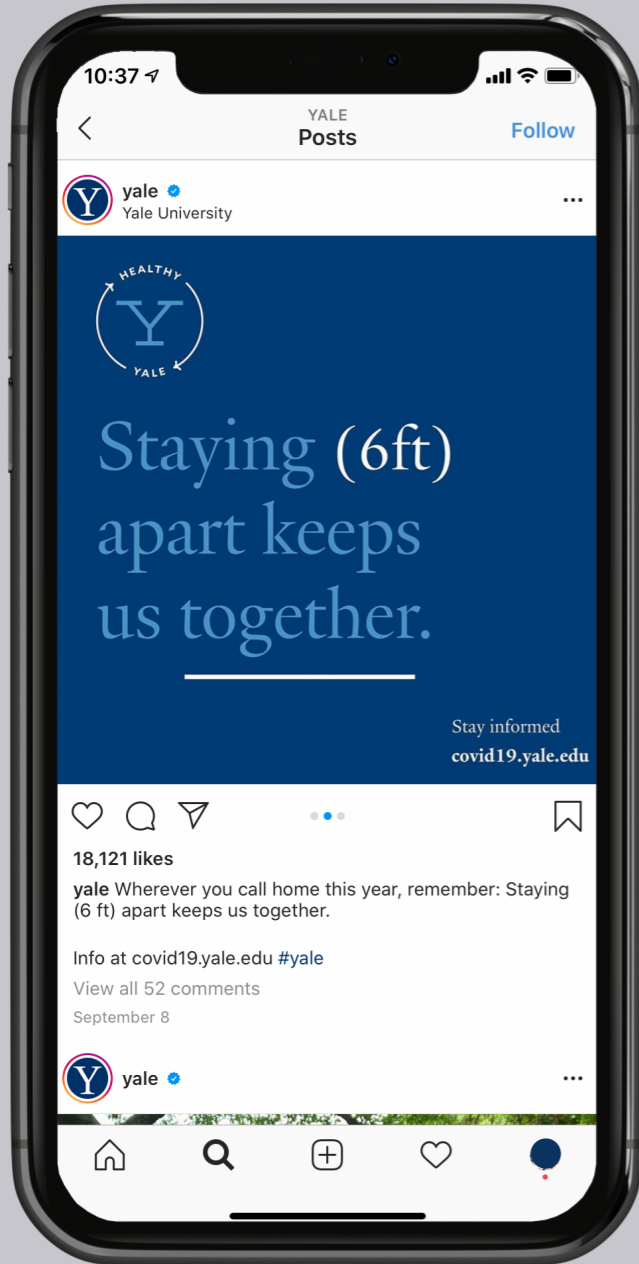 10:37
YALE
Posts
Follow
Y
yale
Yale University
...
HEALTHY
Y
YALE
Staying (6ft)
apart keeps
us together.
Stay informed
covid19.yale.edu
18,121 likes
yale Wherever you call home this year, remember: Staying
(6 ft) apart keeps us together.
Info at covid19.yale.edu #yale
View all 52 comments
September 8
Y
yale
...